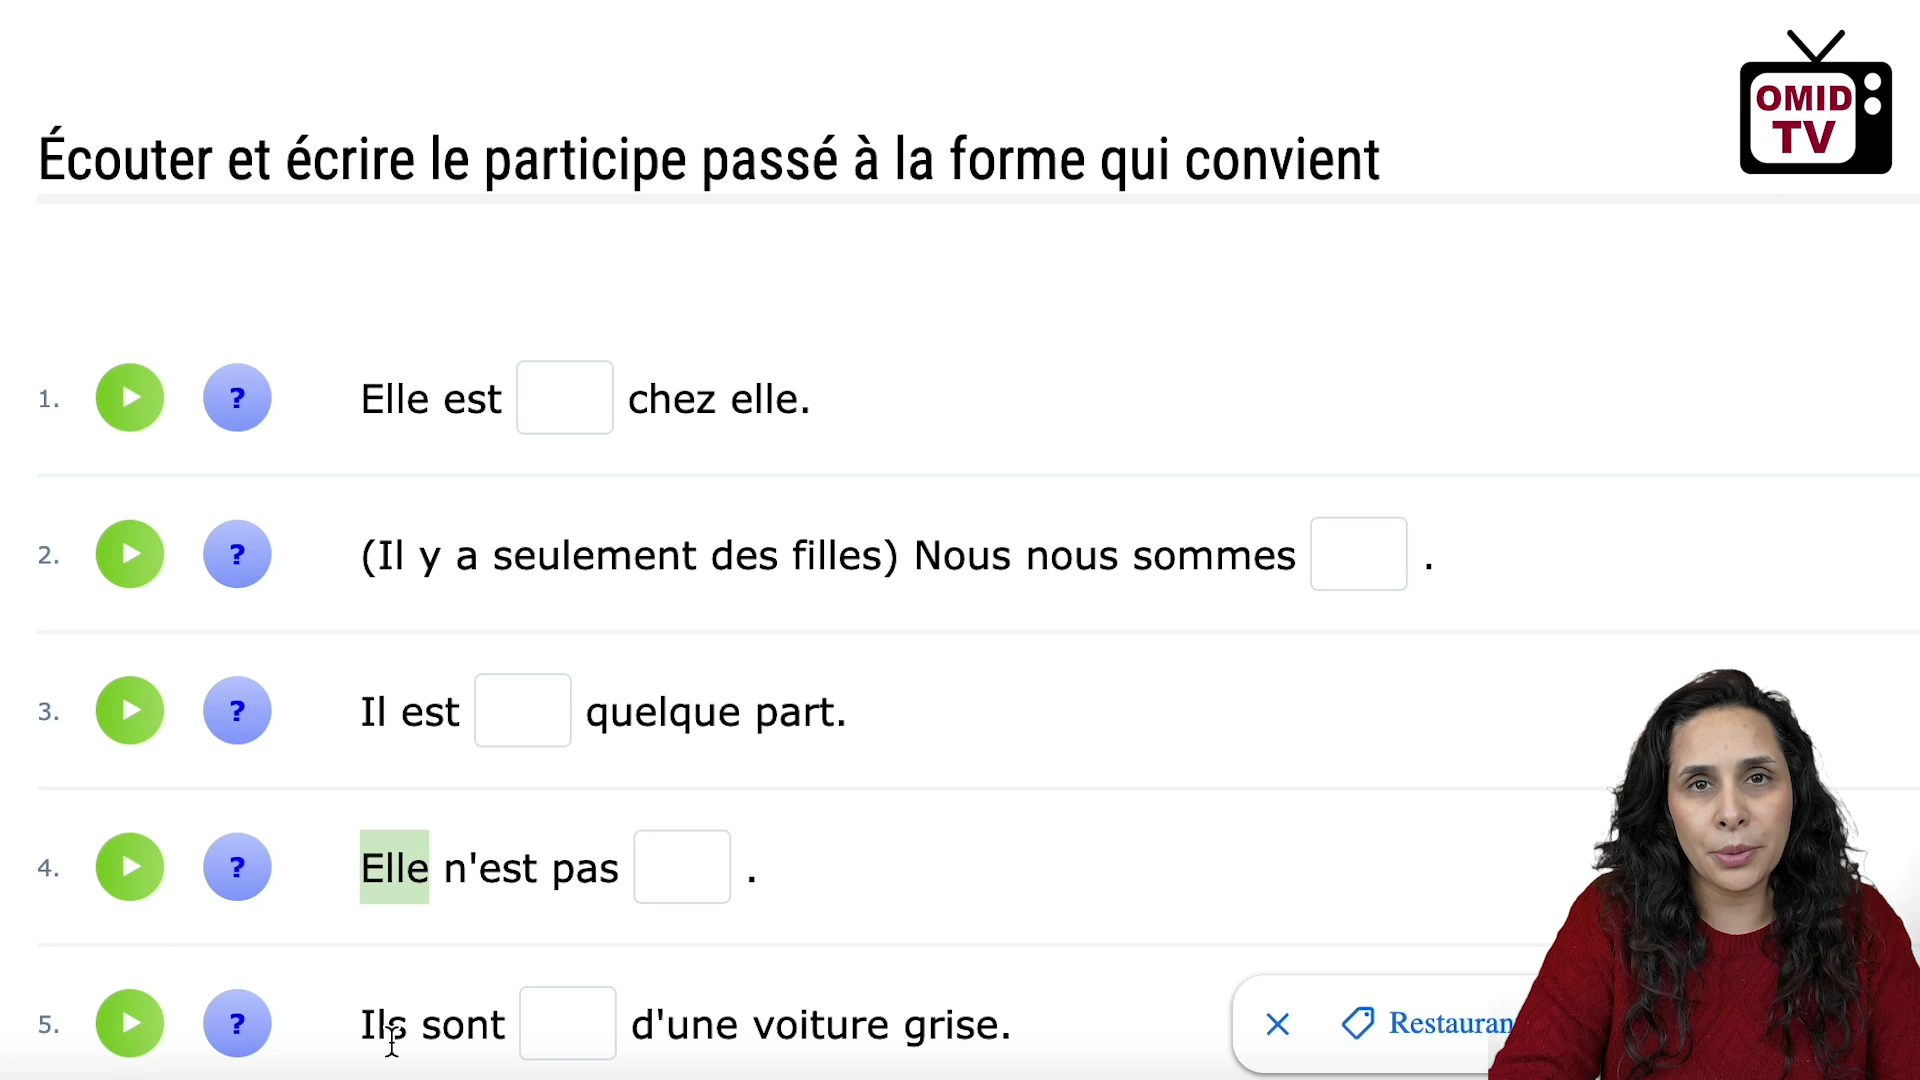 OMID
TV
Écouter et écrire le participe passé à la forme qui convient
1. ? Elle est chez elle.
2. ? (Il y a seulement des filles) Nous nous sommes .
3. ? Il est quelque part.
4. ? Elle n'est pas .
5. ? Ils sont d'une voiture grise.
Restauran